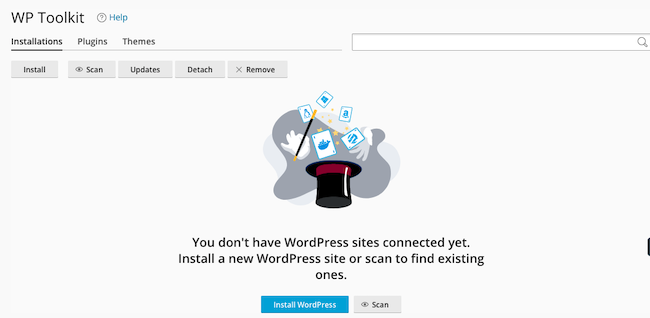 WP Toolkit ? Help
Installations Plugins Themes
Install Scan Updates Detach Remove
You don't have WordPress sites connected yet.
Install a new WordPress site or scan to find existing
ones.
Install WordPress Scan